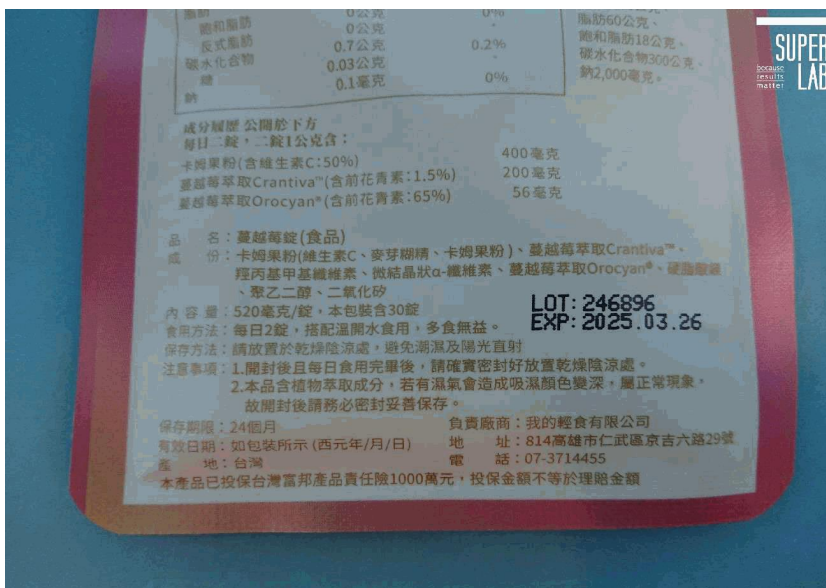 脂肪 0公克 0%
飽和脂肪 0公克 -
反式脂肪 0.7公克 0.2%
碳水化合物 0.03公克 -
糖 0.1毫克 0%
鈉
脂肪60公克、
飽和脂肪18公克、
碳水化合物300公克、
鈉2,000毫克。
SUPER
LAB
because
results
matter
成分履歷 公開於下方
每日二錠,二錠1公克含:
卡姆果粉(含維生素C:50%) 400毫克
蔓越莓萃取Crantiva™(含前花青素:1.5%) 200毫克
蔓越莓萃取Orocyan®(含前花青素:65%) 56毫克
品 名:蔓越莓錠(食品)
成 份:卡姆果粉(維生素C、麥芽糊精、卡姆果粉)、蔓越莓萃取Crantiva™、
羥丙基甲基纖維素、微結晶狀α-纖維素、蔓越莓萃取Orocyan®、
、聚乙二醇、二氧化矽
內 容 量:520毫克/錠,本包裝含30錠
LOT: 246896
EXP: 2025.03.26
食用方法:每日2錠,搭配溫開水食用,多食無益。
保存方法:請放置於乾燥陰涼處,避免潮濕及陽光直射
注意事項:1.開封後且每日食用完畢後,請確實密封好放置乾燥陰涼處。
2.本品含植物萃取成分,若有濕氣會造成吸濕顏色變深,屬正常現象,
故開封後請務必密封妥善保存。
保存期限:24個月 負責廠商:我的輕食有限公司
有效日期:如包裝所示 (西元年/月/日) 地 址:814高雄市仁武區京吉六路29號
產 地:台灣 電 話:07-3714455
本產品已投保台灣富邦產品責任險1000萬元,投保金額不等於理賠金額